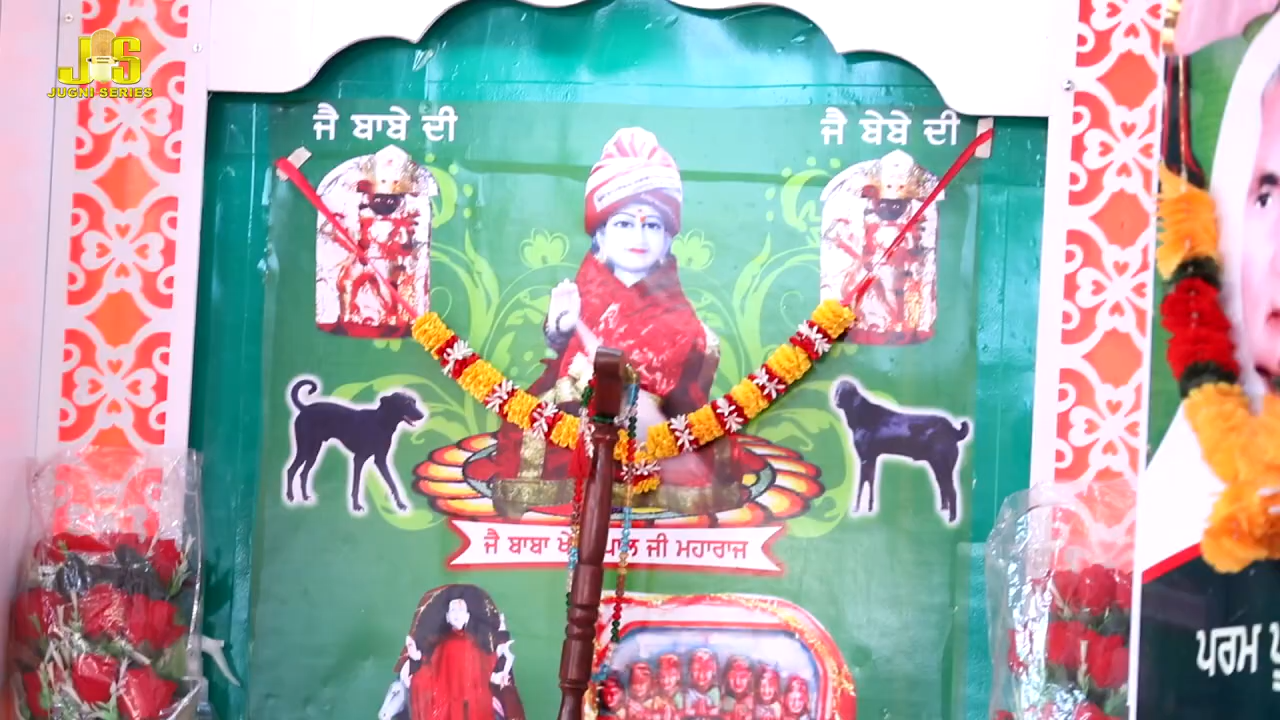 JS
JUGNI SERIES
ਜੈ ਬਾਬੇ ਦੀ
ਜੈ ਬੇਬੇ ਦੀ
ਜੈ ਬਾਬਾ ਜੀ ਮਹਾਰਾਜ
ਪਰਮ